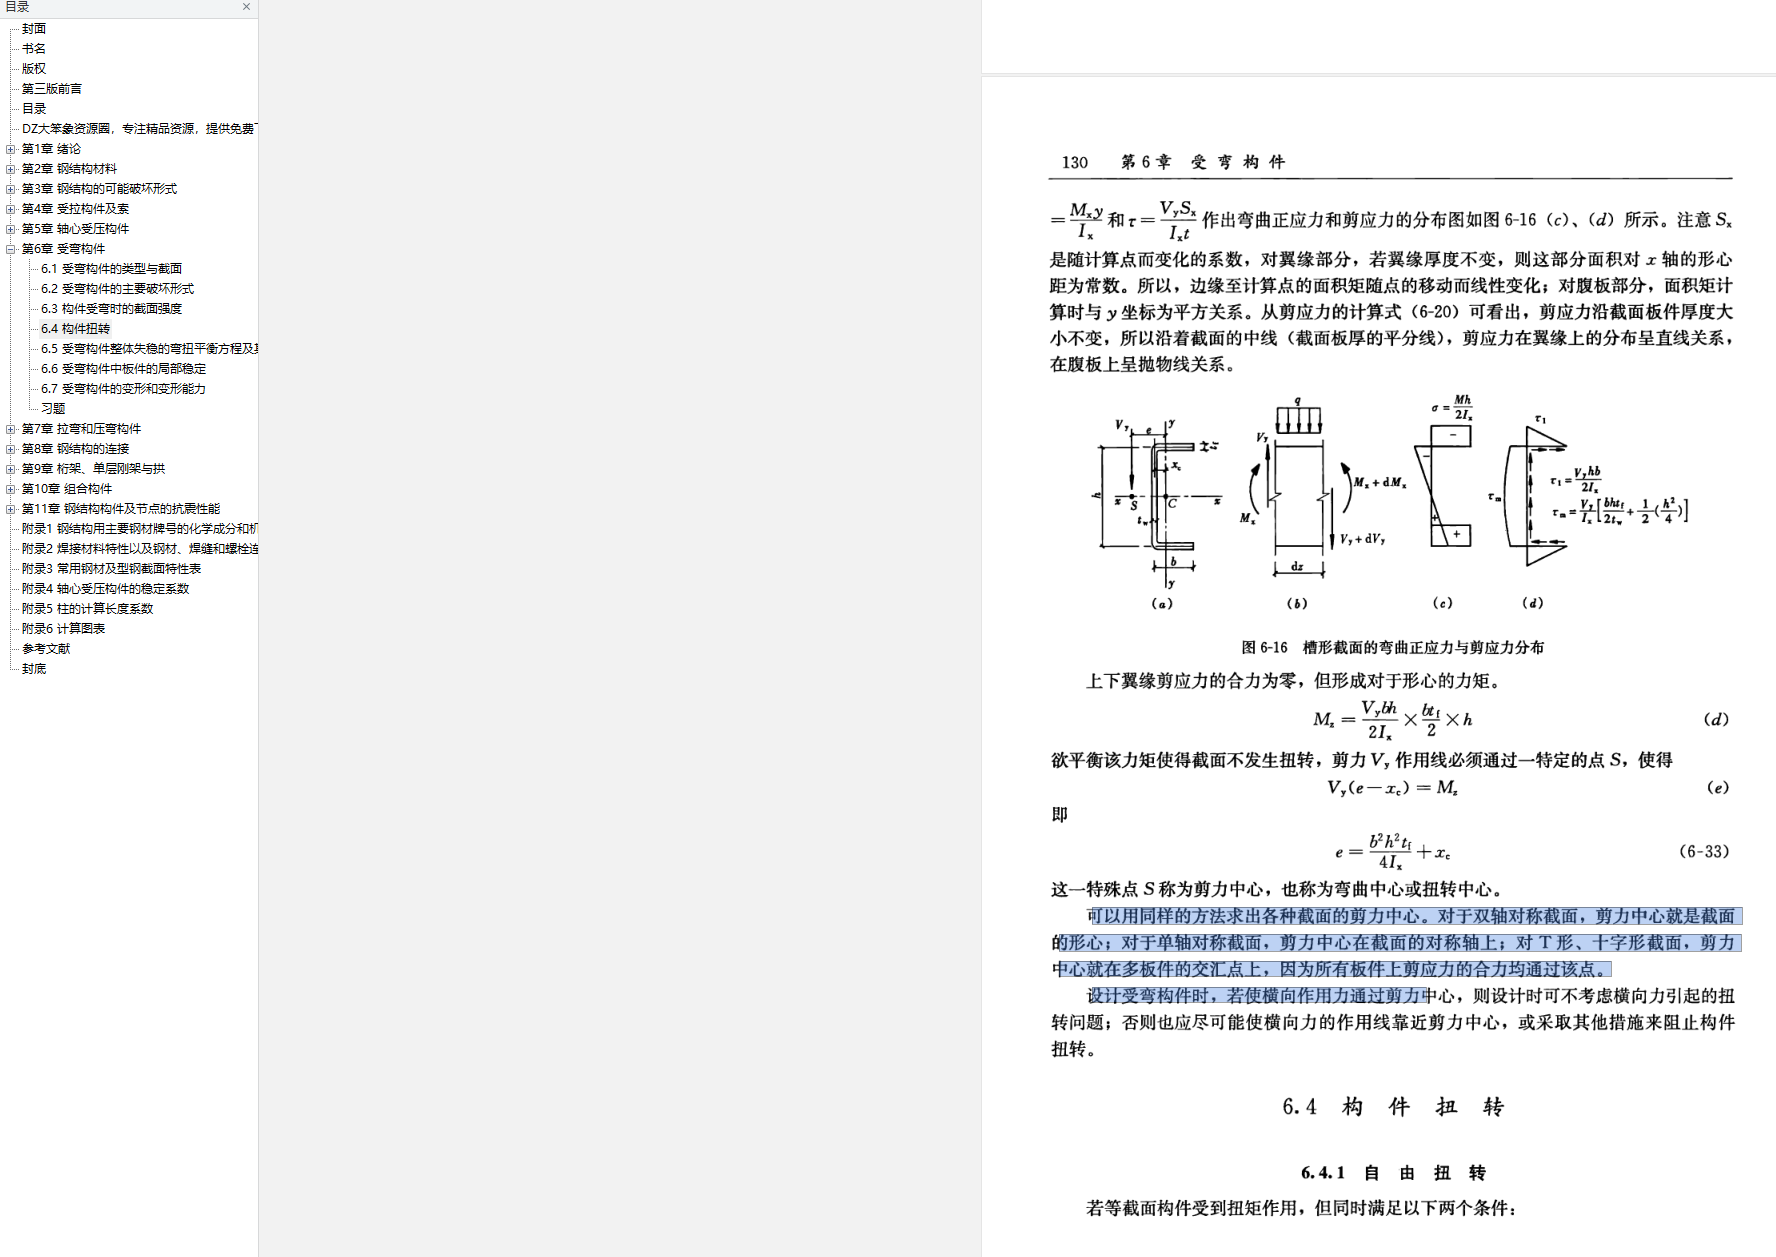 目录
封面
书名
版权
第三版前言
目录
DZ大笨象资源圈，专注精品资源，提供免费下
第1章 绪论
第2章 钢结构材料
第3章 钢结构的可能破坏形式
第4章 受拉构件及索
第5章 轴心受压构件
第6章 受弯构件
6.1 受弯构件的类型与截面
6.2 受弯构件的主要破坏形式
6.3 构件受弯时的截面强度
6.4 构件扭转
6.5 受弯构件整体失稳的弯扭平衡方程及其
6.6 受弯构件中板件的局部稳定
6.7 受弯构件的变形和变形能力
习题
第7章 拉弯和压弯构件
第8章 钢结构的连接
第9章 桁架、单层刚架与拱
第10章 组合构件
第11章 钢结构构件及节点的抗震性能
附录1 钢结构用主要钢材牌号的化学成分和机
附录2 焊接材料特性以及钢材、焊缝和螺栓连
附录3 常用钢材及型钢截面特性表
附录4 轴心受压构件的稳定系数
附录5 柱的计算长度系数
附录6 计算图表
参考文献
封底
130 第6章 受弯构件
=\frac{M_x y}{I_x} 和 τ=\frac{V_y S_x}{I_x t} 作出弯曲正应力和剪应力的分布图如图 6-16（c）、（d）所示。注意 S_x
是随计算点而变化的系数，对翼缘部分，若翼缘厚度不变，则这部分面积对 x 轴的形心
距为常数。所以，边缘至计算点的面积矩随点的移动而线性变化；对腹板部分，面积矩计
算时与 y 坐标为平方关系。从剪应力的计算式（6-20）可看出，剪应力沿截面板件厚度大
小不变，所以沿着截面的中线（截面板厚的平分线），剪应力在翼缘上的分布呈直线关系，
在腹板上呈抛物线关系。
V_y e y t_f x_c h x S C x t_w b y
q V_y M_x M_x+dM_x V_y+dV_y dz
σ=\frac{Mh}{2I_x} − − + +
τ_1 τ_m τ_1=\frac{V_y hb}{2I_x}
τ_m=\frac{V_y}{I_x}[\frac{bht_f}{2t_w}+\frac{1}{2}(\frac{h^2}{4})]
（a） （b） （c） （d）
图 6-16 槽形截面的弯曲正应力与剪应力分布
上下翼缘剪应力的合力为零，但形成对于形心的力矩。
M_z=\frac{V_y bh}{2I_x}×\frac{bt_f}{2}×h （d）
欲平衡该力矩使得截面不发生扭转，剪力 V_y 作用线必须通过一特定的点 S，使得
V_y(e−x_c)=M_z （e）
即
e=\frac{b^2h^2t_f}{4I_x}+x_c （6-33）
这一特殊点 S 称为剪力中心，也称为弯曲中心或扭转中心。
可以用同样的方法求出各种截面的剪力中心。对于双轴对称截面，剪力中心就是截面
的形心；对于单轴对称截面，剪力中心在截面的对称轴上；对 T 形、十字形截面，剪力
中心就在多板件的交汇点上，因为所有板件上剪应力的合力均通过该点。
设计受弯构件时，若使横向作用力通过剪力中心，则设计时可不考虑横向力引起的扭
转问题；否则也应尽可能使横向力的作用线靠近剪力中心，或采取其他措施来阻止构件
扭转。
6.4 构件扭转
6.4.1 自由扭转
若等截面构件受到扭矩作用，但同时满足以下两个条件：